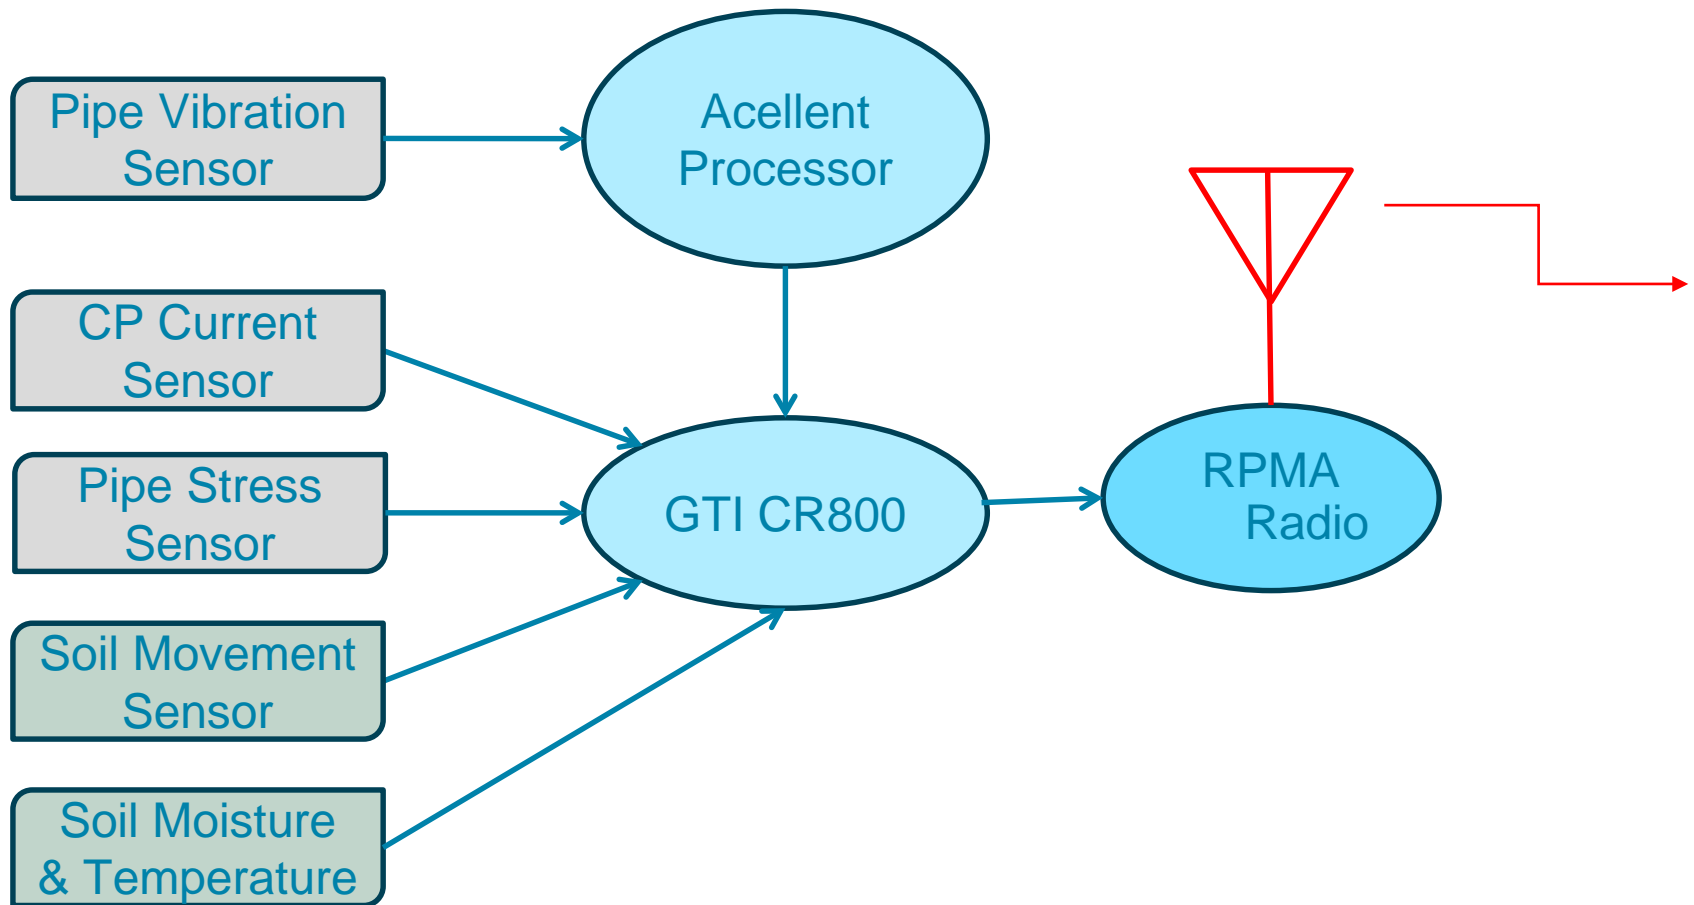 Pipe Vibration
Sensor
Acellent
Processor
CP Current
Sensor
Pipe Stress
Sensor
GTI CR800
RPMA
Radio
Soil Movement
Sensor
Soil Moisture
& Temperature